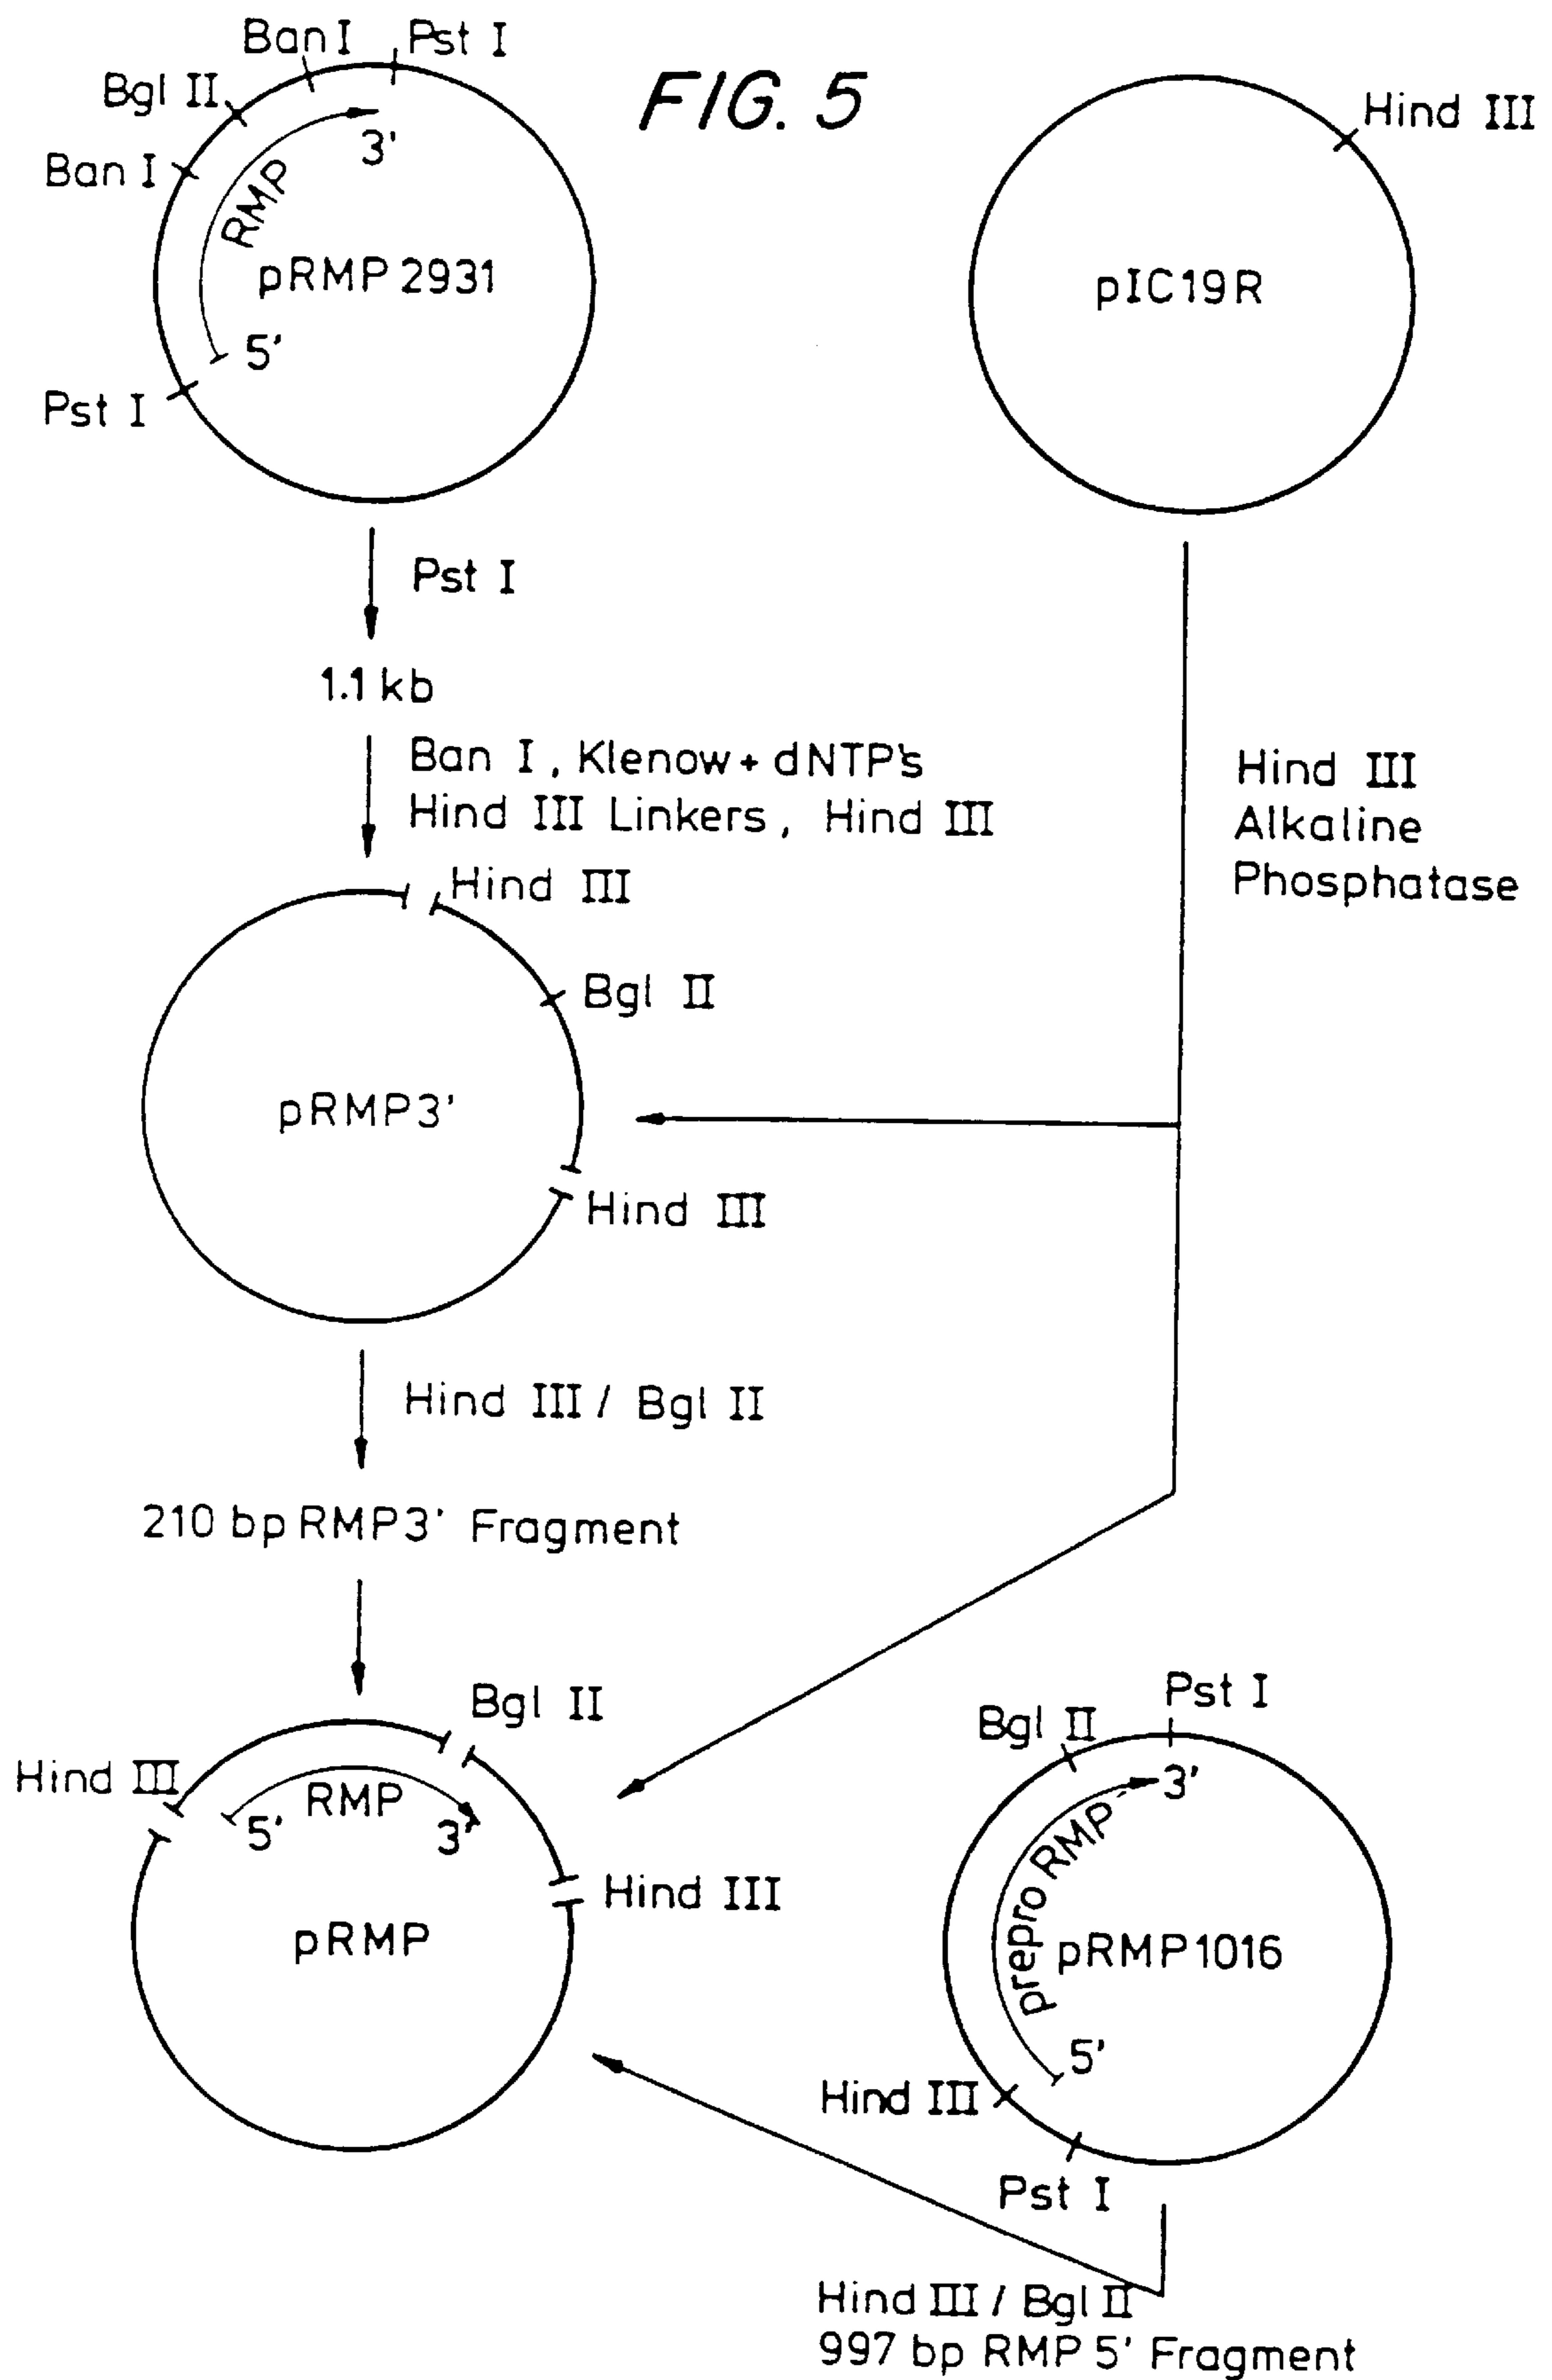 FIG. 5
Ban I
Pst I
Bgl II
Ban I
RMP
3'
pRMP2931
5'
Pst I
Hind III
pIC19R
Pst I
1.1 kb
Ban I, Klenow + dNTP's
Hind III Linkers, Hind III
Hind III
Alkaline
Phosphatase
Hind III
Bgl II
pRMP3'
Hind III
Hind III / Bgl II
210 bp RMP3' Fragment
Bgl II
Hind III
RMP
5'
3'
Hind III
pRMP
Pst I
Bgl II
3'
prepro RMP
pRMP1016
5'
Hind III
Pst I
Hind III / Bgl II
997 bp RMP 5' Fragment